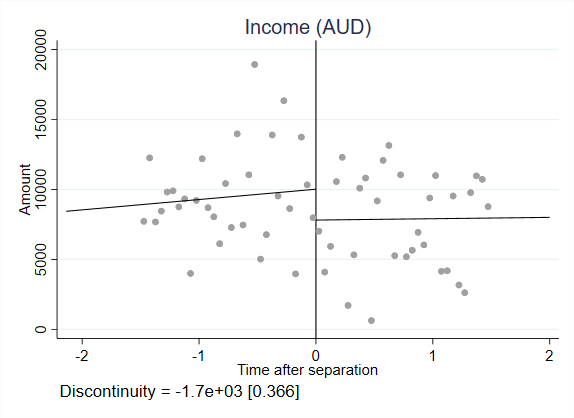 Income (AUD)
20000
15000
10000
5000
0
Amount
-2 -1 0 1 2
Time after separation
Discontinuity = -1.7e+03 [0.366]